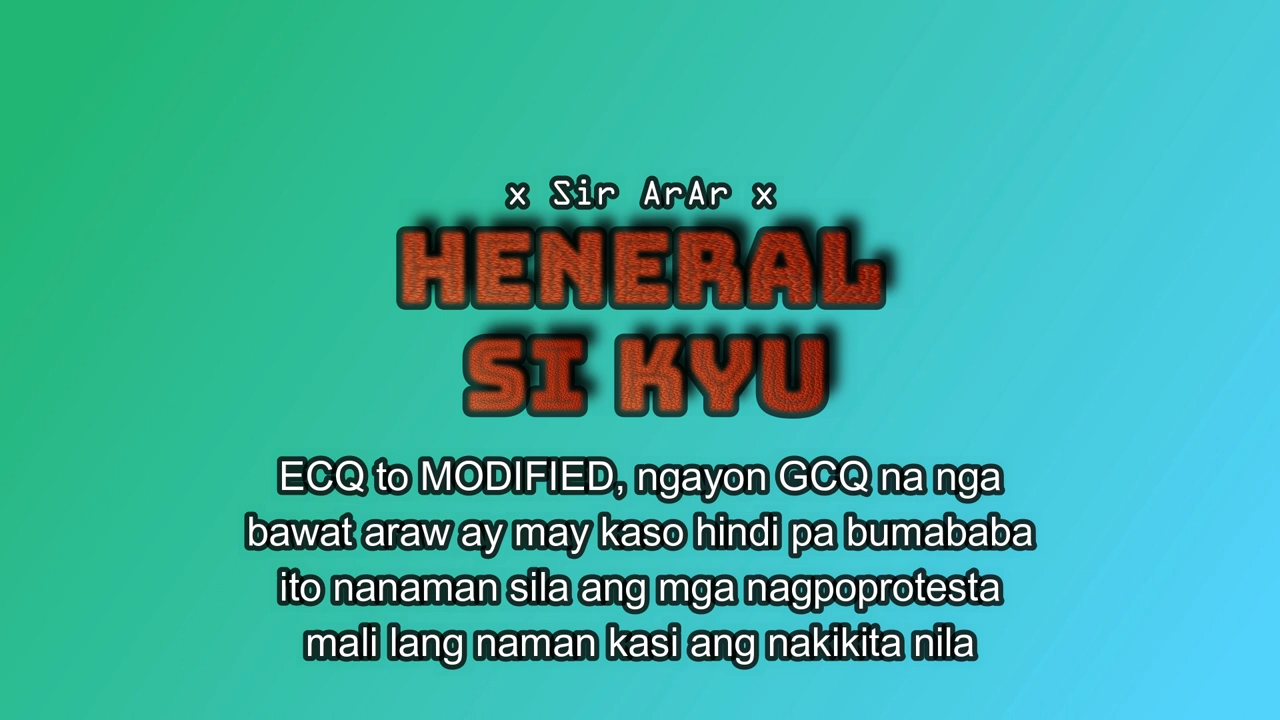 x Sir ArAr x
HENERAL
SI KYU
ECQ to MODIFIED, ngayon GCQ na nga
bawat araw ay may kaso hindi pa bumababa
ito nanaman sila ang mga nagpoprotesta
mali lang naman kasi ang nakikita nila